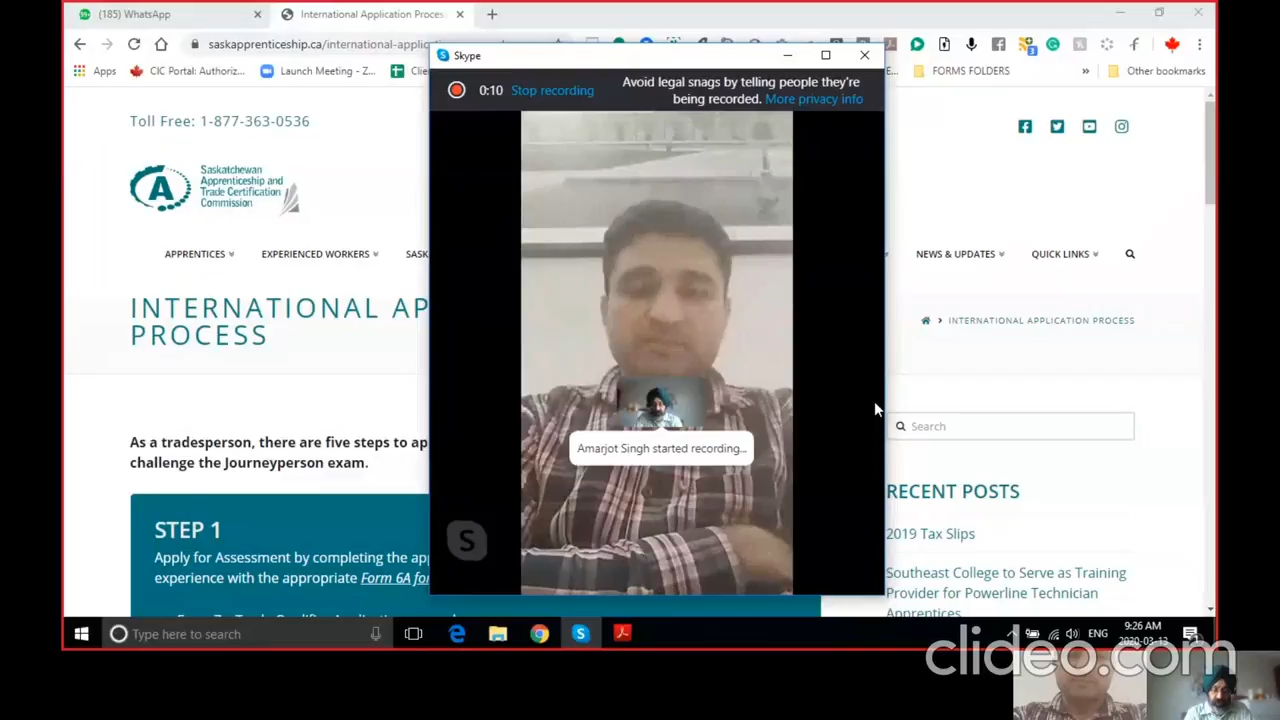 (185) WhatsApp
International Application Proces
saskapprenticeship.ca/international-applic
Apps
CIC Portal: Authoriz...
Launch Meeting - Z...
Clien
FORMS FOLDERS
»
Other bookmarks
Skype
0:10 Stop recording
Avoid legal snags by telling people they're
being recorded. More privacy info
Toll Free: 1-877-363-0536
A
Saskatchewan
Apprenticeship and
Trade Certification
Commission
APPRENTICES
EXPERIENCED WORKERS
SASK
NEWS & UPDATES
QUICK LINKS
INTERNATIONAL AP
PROCESS
INTERNATIONAL APPLICATION PROCESS
As a tradesperson, there are five steps to ap
challenge the Journeyperson exam.
Amarjot Singh started recording...
Search
STEP 1
Apply for Assessment by completing the app
experience with the appropriate Form 6A for
RECENT POSTS
2019 Tax Slips
Southeast College to Serve as Training
Provider for Powerline Technician
Apprentices
S
Type here to search
ENG
9:26 AM
2020-03-13
clideo.com